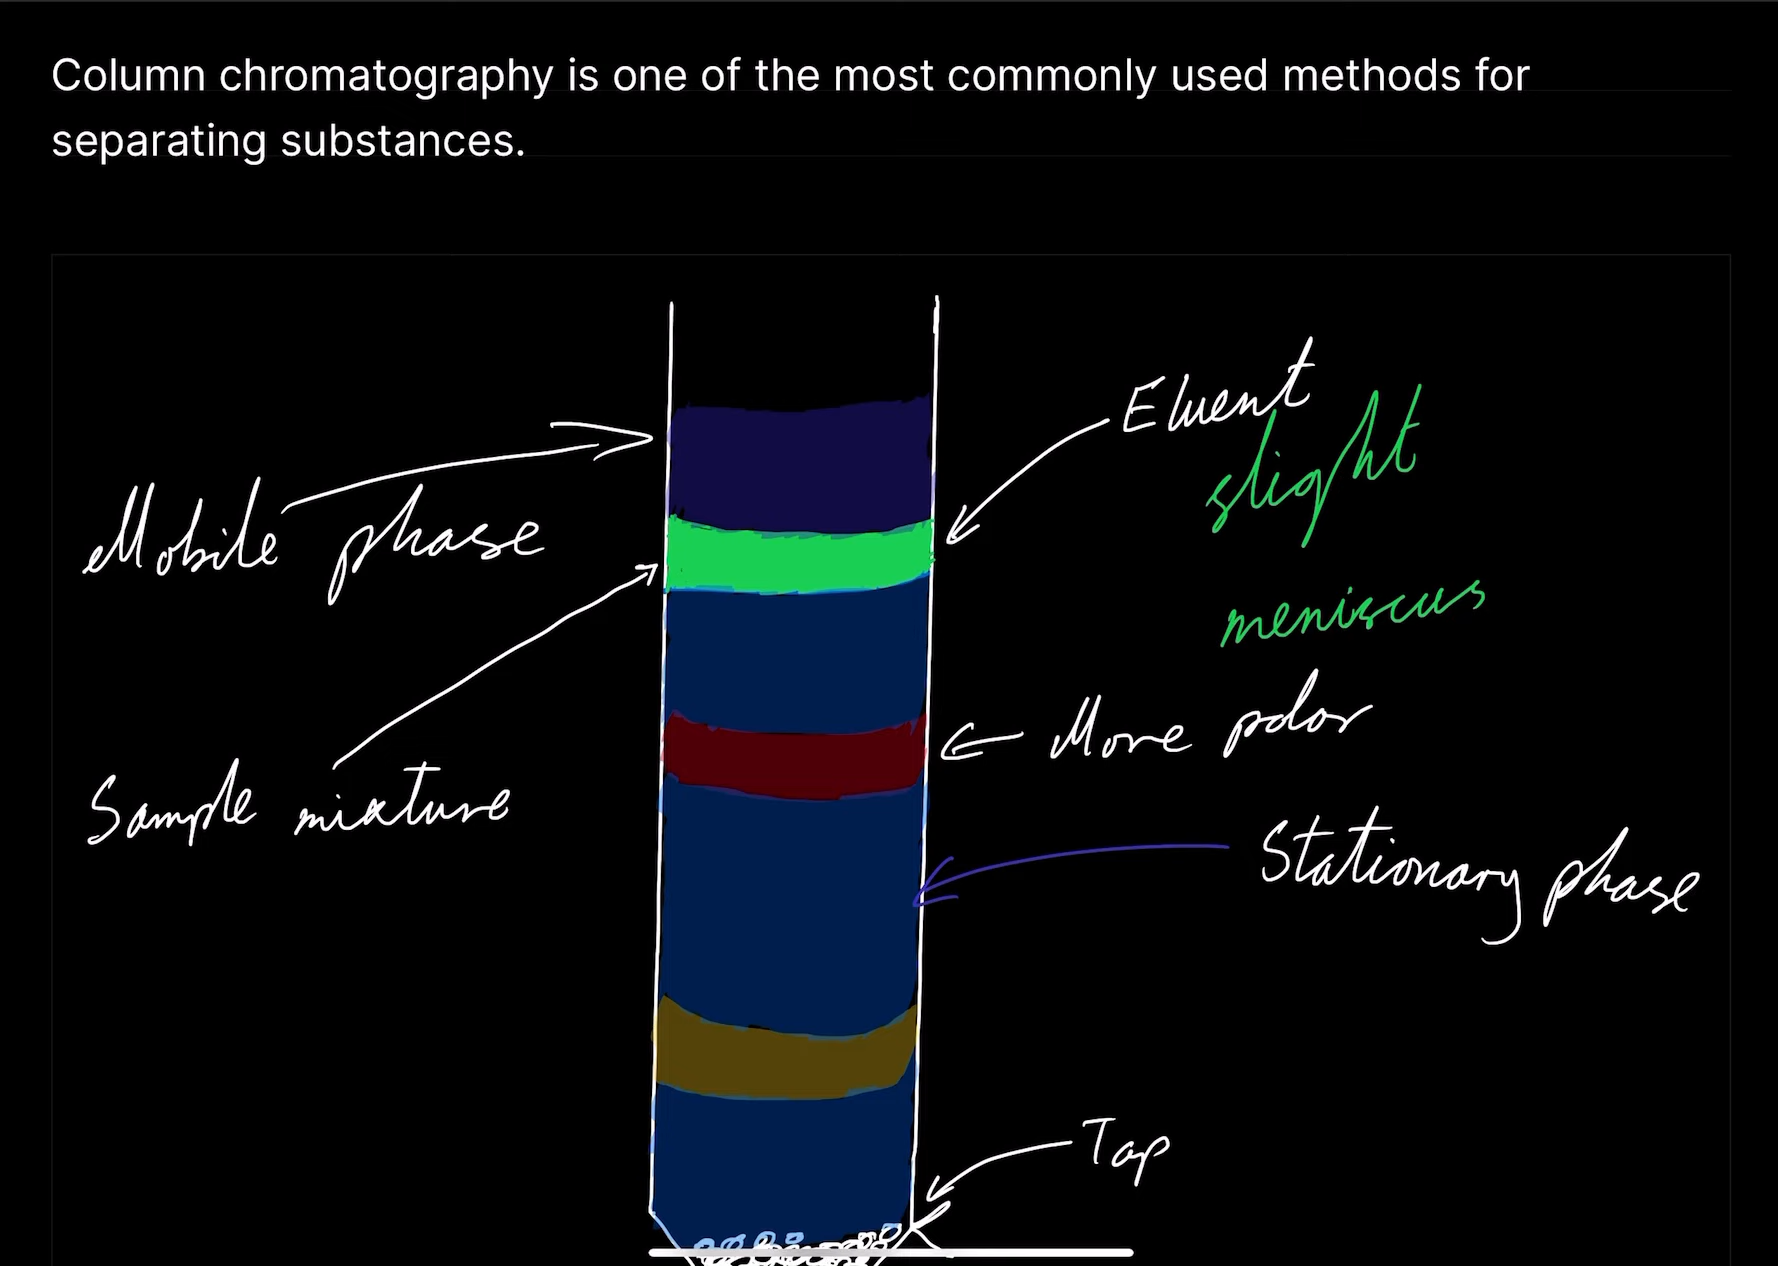 Column chromatography is one of the most commonly used methods for
separating substances.
Eluent
slight
Mobile phase
meniscus
More polar
Sample mixture
Stationary phase
Tap